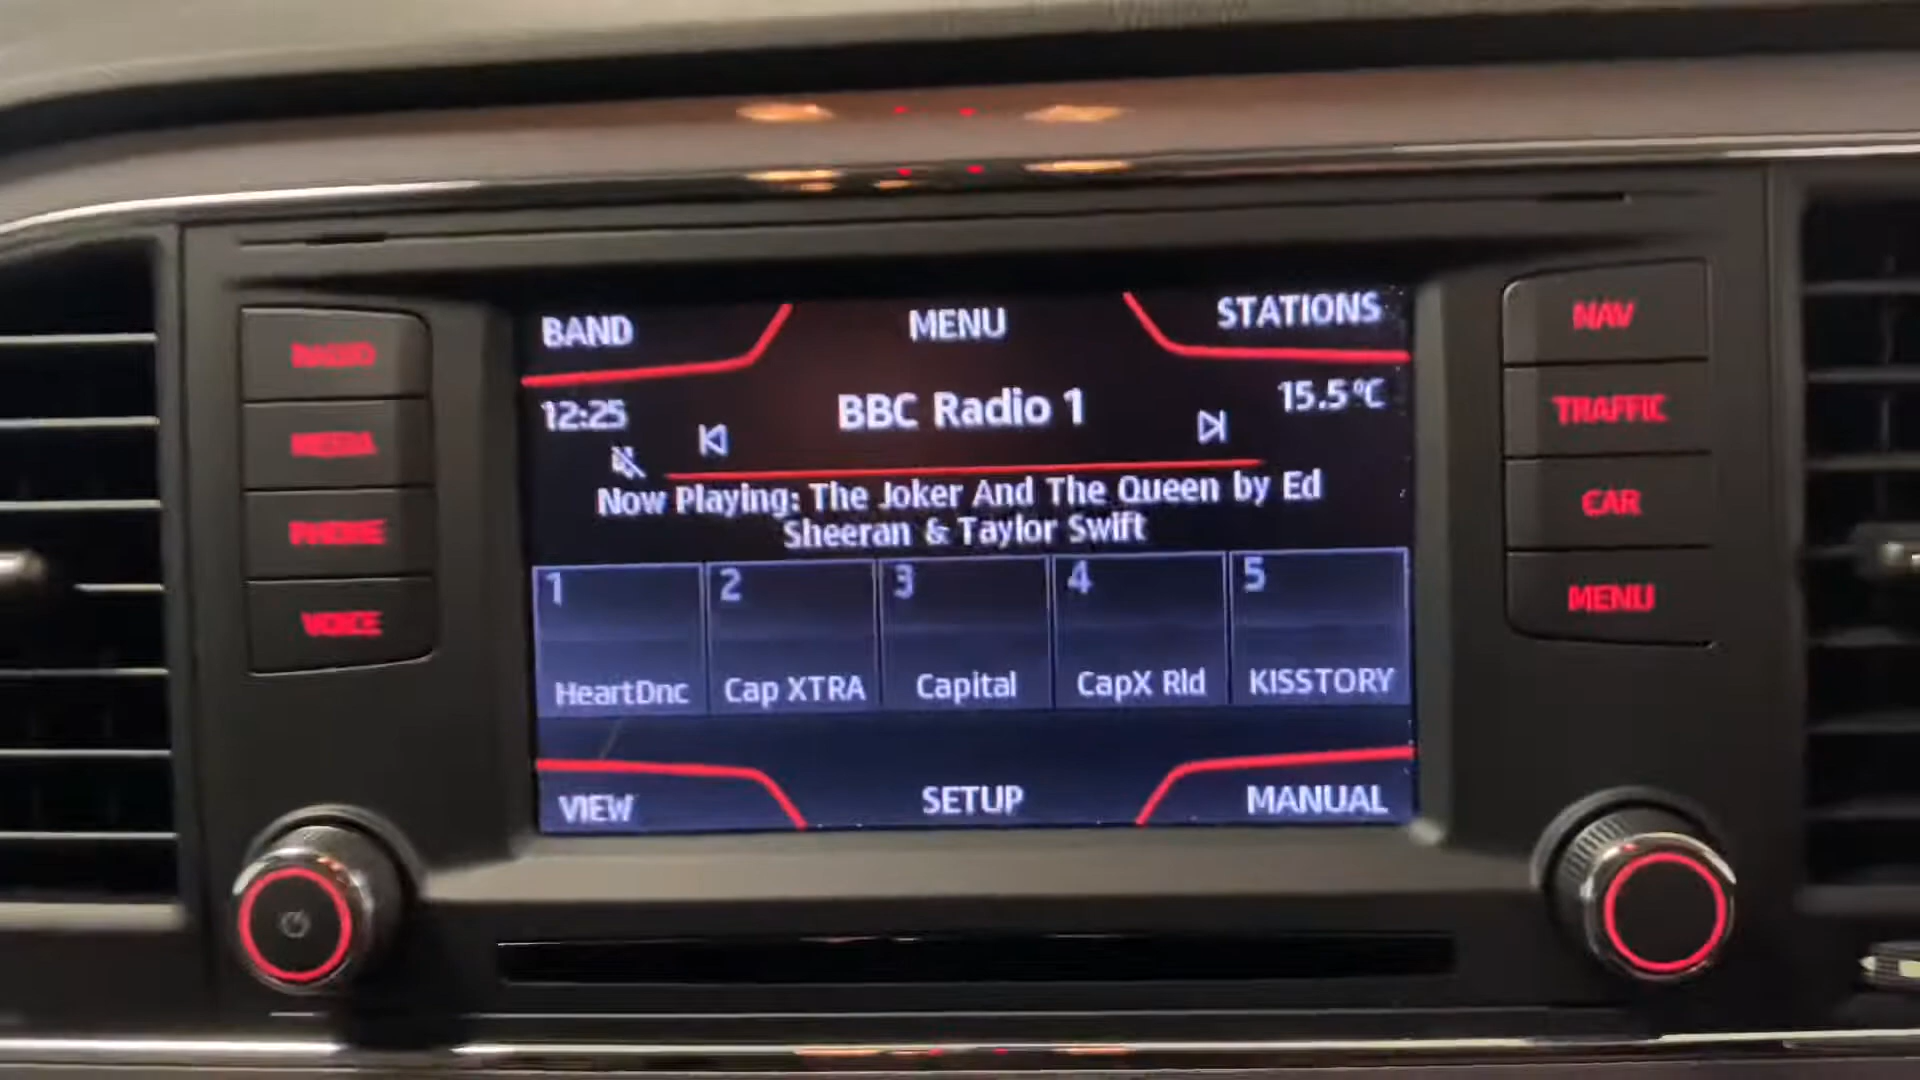 BAND MENU STATIONS
12:25 BBC Radio 1 15.5°C
Now Playing: The Joker And The Queen by Ed
Sheeran & Taylor Swift
1 2 3 4 5
HeartDnc Cap XTRA Capital CapX Rld KISSTORY
VIEW SETUP MANUAL
RADIO
MEDIA
PHONE
VOICE
NAV
TRAFFIC
CAR
MENU